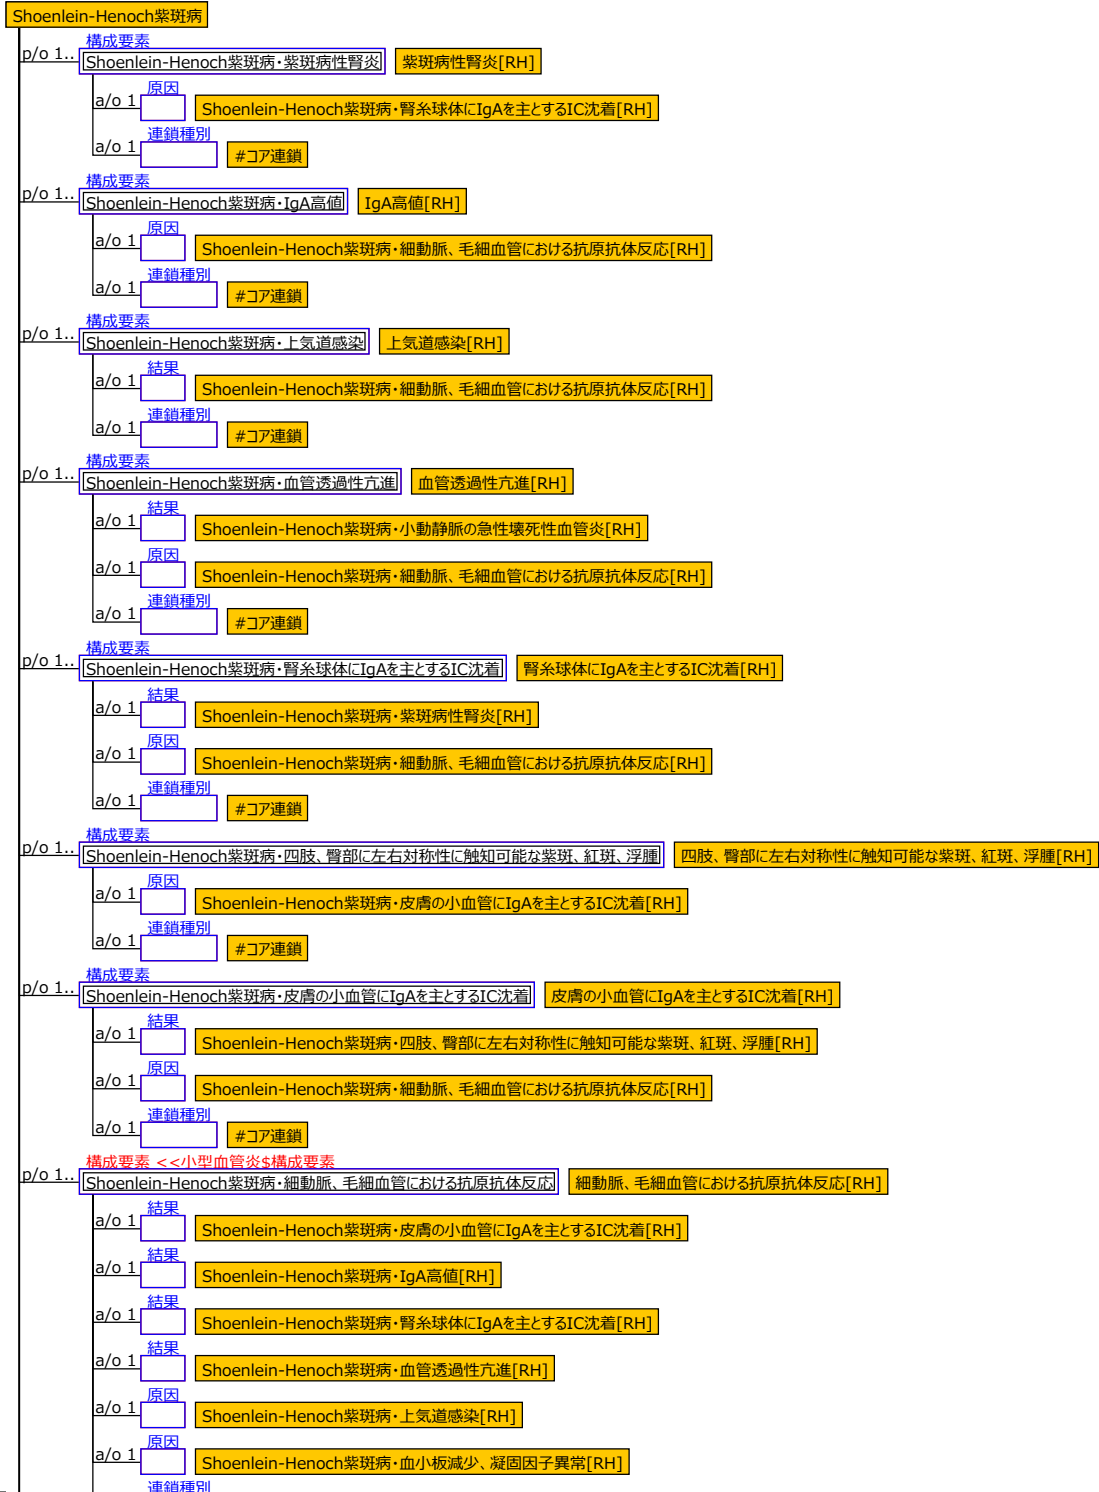 Shoenlein-Henoch紫斑病
構成要素
p/o 1.. Shoenlein-Henoch紫斑病・紫斑病性腎炎 紫斑病性腎炎[RH]
原因
a/o 1 Shoenlein-Henoch紫斑病・腎糸球体にIgAを主とするIC沈着[RH]
連鎖種別
a/o 1 #コア連鎖
構成要素
p/o 1.. Shoenlein-Henoch紫斑病・IgA高値 IgA高値[RH]
原因
a/o 1 Shoenlein-Henoch紫斑病・細動脈、毛細血管における抗原抗体反応[RH]
連鎖種別
a/o 1 #コア連鎖
構成要素
p/o 1.. Shoenlein-Henoch紫斑病・上気道感染 上気道感染[RH]
結果
a/o 1 Shoenlein-Henoch紫斑病・細動脈、毛細血管における抗原抗体反応[RH]
連鎖種別
a/o 1 #コア連鎖
構成要素
p/o 1.. Shoenlein-Henoch紫斑病・血管透過性亢進 血管透過性亢進[RH]
結果
a/o 1 Shoenlein-Henoch紫斑病・小動静脈の急性壊死性血管炎[RH]
原因
a/o 1 Shoenlein-Henoch紫斑病・細動脈、毛細血管における抗原抗体反応[RH]
連鎖種別
a/o 1 #コア連鎖
構成要素
p/o 1.. Shoenlein-Henoch紫斑病・腎糸球体にIgAを主とするIC沈着 腎糸球体にIgAを主とするIC沈着[RH]
結果
a/o 1 Shoenlein-Henoch紫斑病・紫斑病性腎炎[RH]
原因
a/o 1 Shoenlein-Henoch紫斑病・細動脈、毛細血管における抗原抗体反応[RH]
連鎖種別
a/o 1 #コア連鎖
構成要素
p/o 1.. Shoenlein-Henoch紫斑病・四肢、臀部に左右対称性に触知可能な紫斑、紅斑、浮腫 四肢、臀部に左右対称性に触知可能な紫斑、紅斑、浮腫[RH]
原因
a/o 1 Shoenlein-Henoch紫斑病・皮膚の小血管にIgAを主とするIC沈着[RH]
連鎖種別
a/o 1 #コア連鎖
構成要素
p/o 1.. Shoenlein-Henoch紫斑病・皮膚の小血管にIgAを主とするIC沈着 皮膚の小血管にIgAを主とするIC沈着[RH]
結果
a/o 1 Shoenlein-Henoch紫斑病・四肢、臀部に左右対称性に触知可能な紫斑、紅斑、浮腫[RH]
原因
a/o 1 Shoenlein-Henoch紫斑病・細動脈、毛細血管における抗原抗体反応[RH]
連鎖種別
a/o 1 #コア連鎖
構成要素 <<小型血管炎$構成要素
p/o 1.. Shoenlein-Henoch紫斑病・細動脈、毛細血管における抗原抗体反応 細動脈、毛細血管における抗原抗体反応[RH]
結果
a/o 1 Shoenlein-Henoch紫斑病・皮膚の小血管にIgAを主とするIC沈着[RH]
結果
a/o 1 Shoenlein-Henoch紫斑病・IgA高値[RH]
結果
a/o 1 Shoenlein-Henoch紫斑病・腎糸球体にIgAを主とするIC沈着[RH]
結果
a/o 1 Shoenlein-Henoch紫斑病・血管透過性亢進[RH]
原因
a/o 1 Shoenlein-Henoch紫斑病・上気道感染[RH]
原因
a/o 1 Shoenlein-Henoch紫斑病・血小板減少、凝固因子異常[RH]
連鎖種別